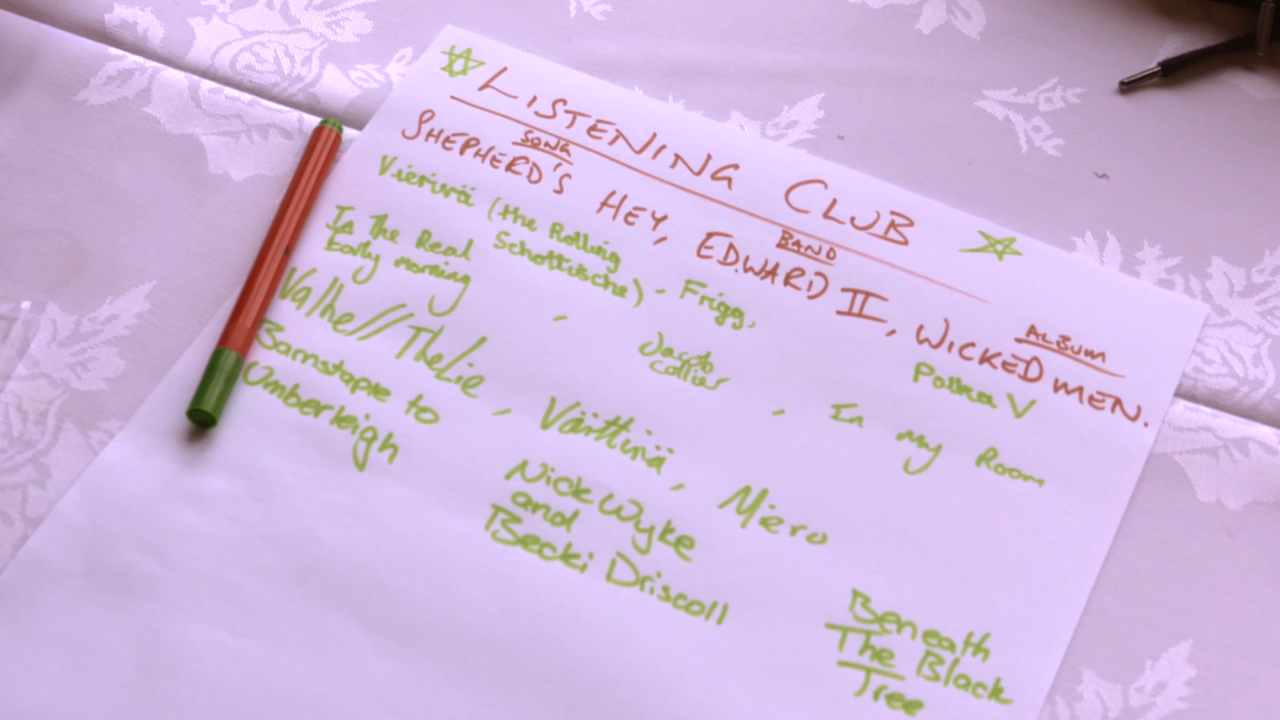 LISTENING CLUB
SONG BAND ALBUM
SHEPHERD'S HEY, EDWARD II, WICKED MEN.
Vierivä (the Rolling Schottische) - Frigg, Polka V
In the Real Early morning - Jacob Collier - In my Room
Valhe// The Lie - Värttinä, Miero
Barnstaple to Umberleigh Nick Wyke and Becki Driscoll Beneath The Black Tree